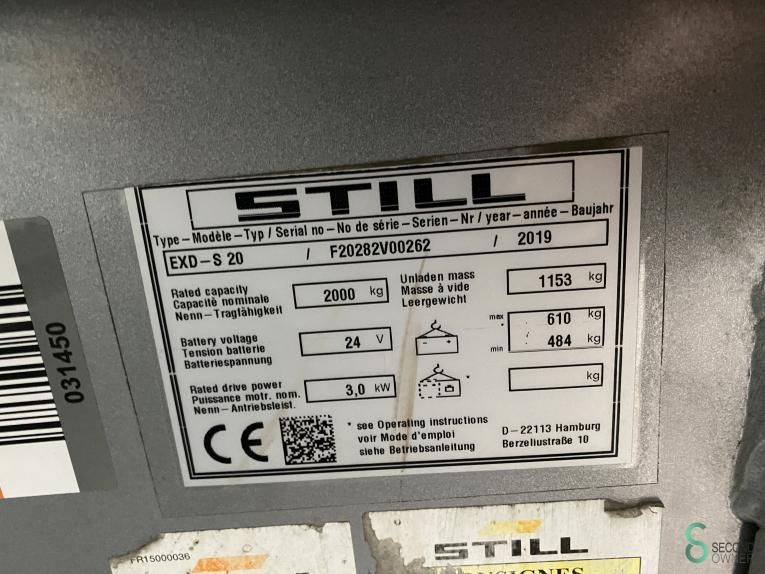 STILL
Type – Modèle – Typ / Serial no – No de série – Serien – Nr / year – année – Baujahr
EXD – S 20 / F20282V00262 / 2019
Rated capacity
Capacité nominale
Nenn – Tragfähigkeit
2000 kg
Unladen mass
Masse à vide
Leergewicht
1153 kg
Battery voltage
Tension batterie
Batteriespannung
24 V
max 610 kg
min 484 kg
Rated drive power
Puissance motr. nom.
Nenn – Antriebsleist.
3,0 kW
*
kg
CE
* see Operating instructions
voir Mode d'emploi
siehe Betriebsanleitung
D – 22113 Hamburg
Berzeliusstraße 10
031450
FR15000036
STILL
CONSIGNES
SECOND
OWNER